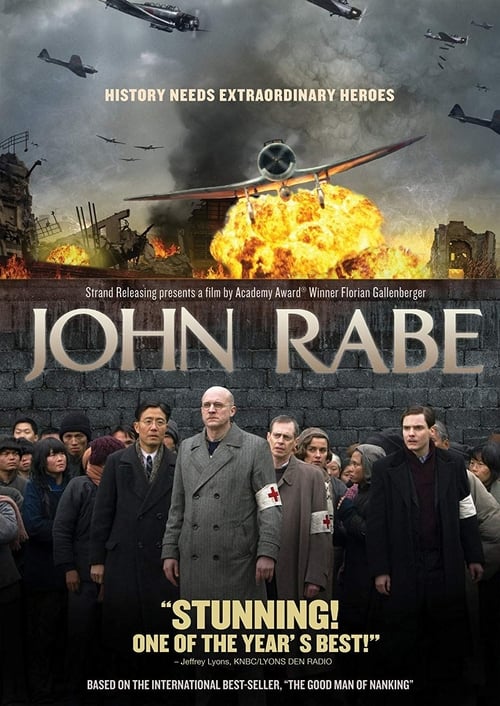 HISTORY NEEDS EXTRAORDINARY HEROES
Strand Releasing presents a film by Academy Award® Winner Florian Gallenberger
JOHN RABE
“STUNNING!
ONE OF THE YEAR’S BEST!”
– Jeffrey Lyons, KNBC/LYONS DEN RADIO
BASED ON THE INTERNATIONAL BEST-SELLER, “THE GOOD MAN OF NANKING”